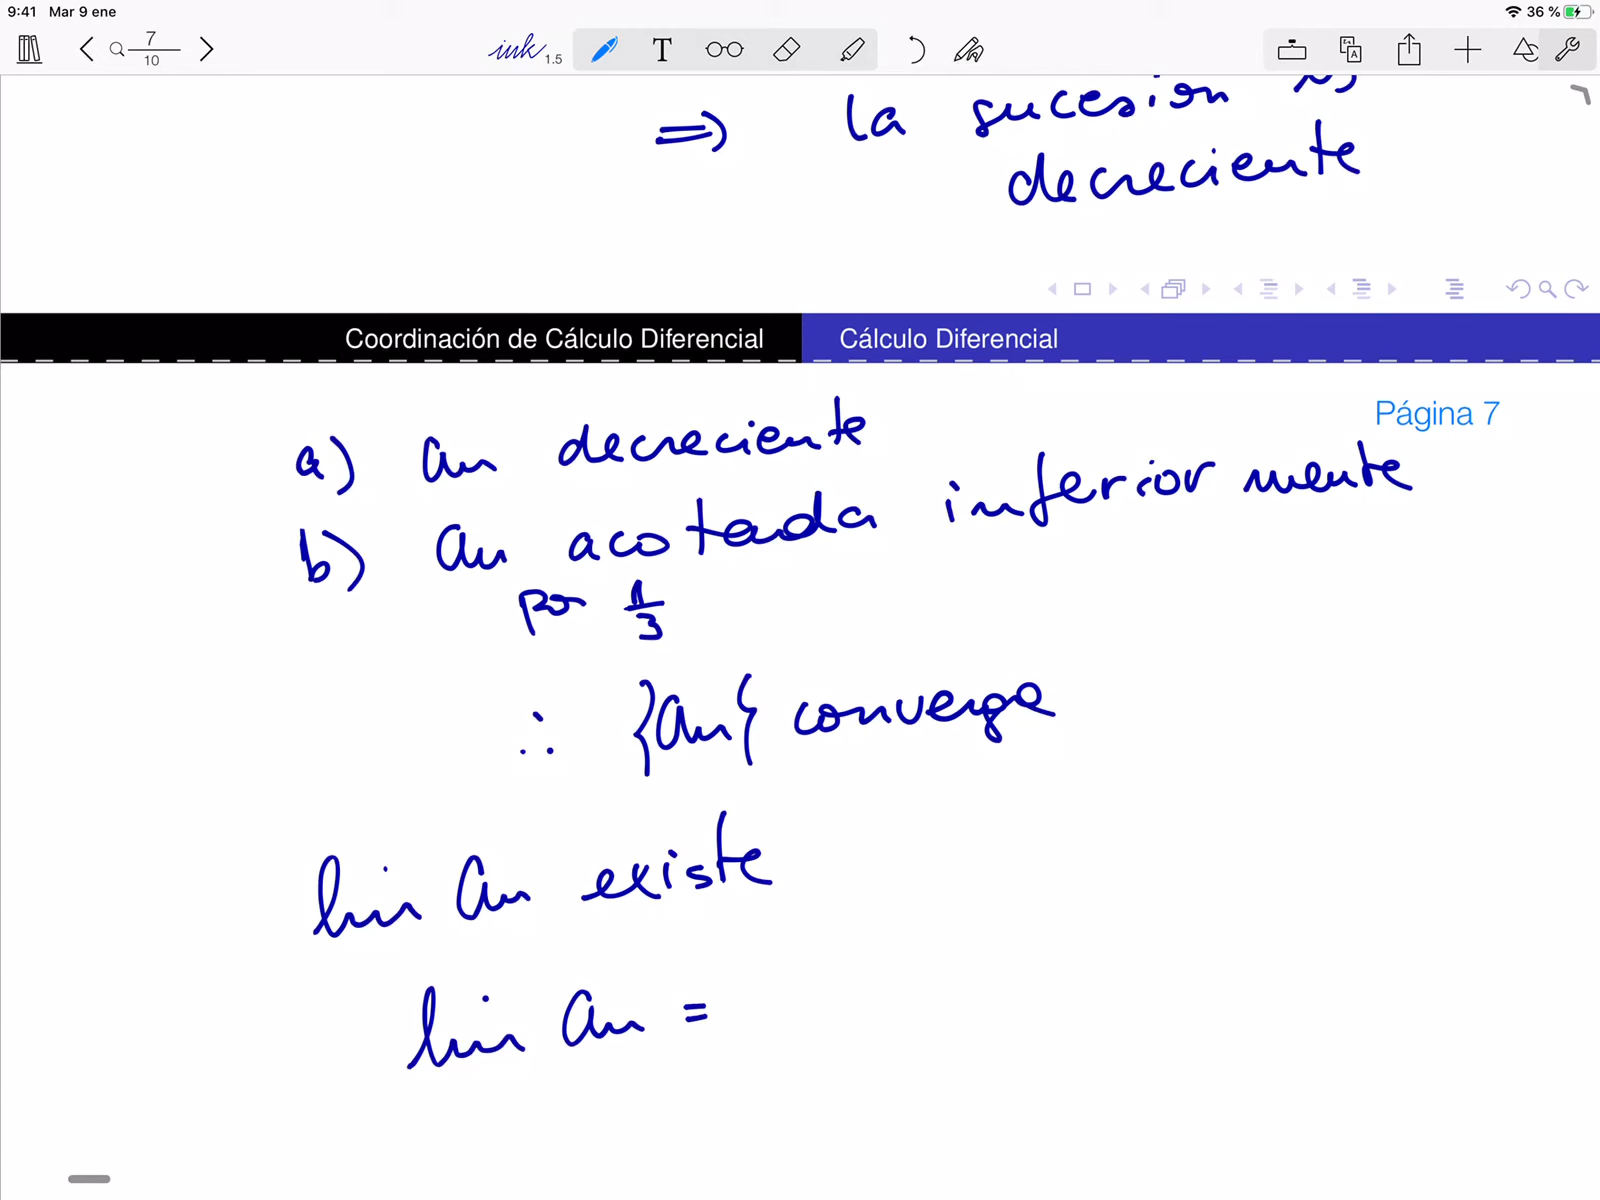 9:41 Mar 9 ene
36 %
7
10
ink 1.5
T
A
⇒ la sucesión
decreciente
Coordinación de Cálculo Diferencial
Cálculo Diferencial
Página 7
a) an decreciente
b) an acotada inferiormente
por 1/3
∴ {an} converge
lim an existe
lim an =